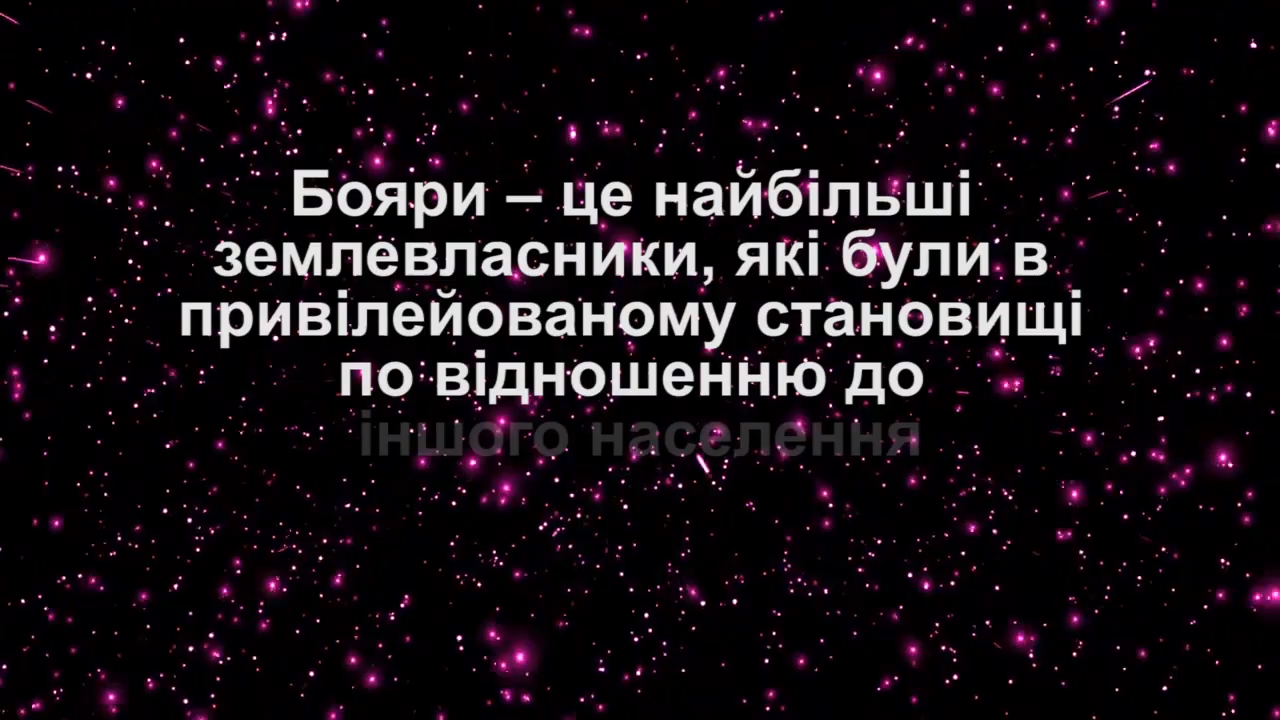 Бояри – це найбільші
землевласники, які були в
привілейованому становищі
по відношенню до
іншого населення